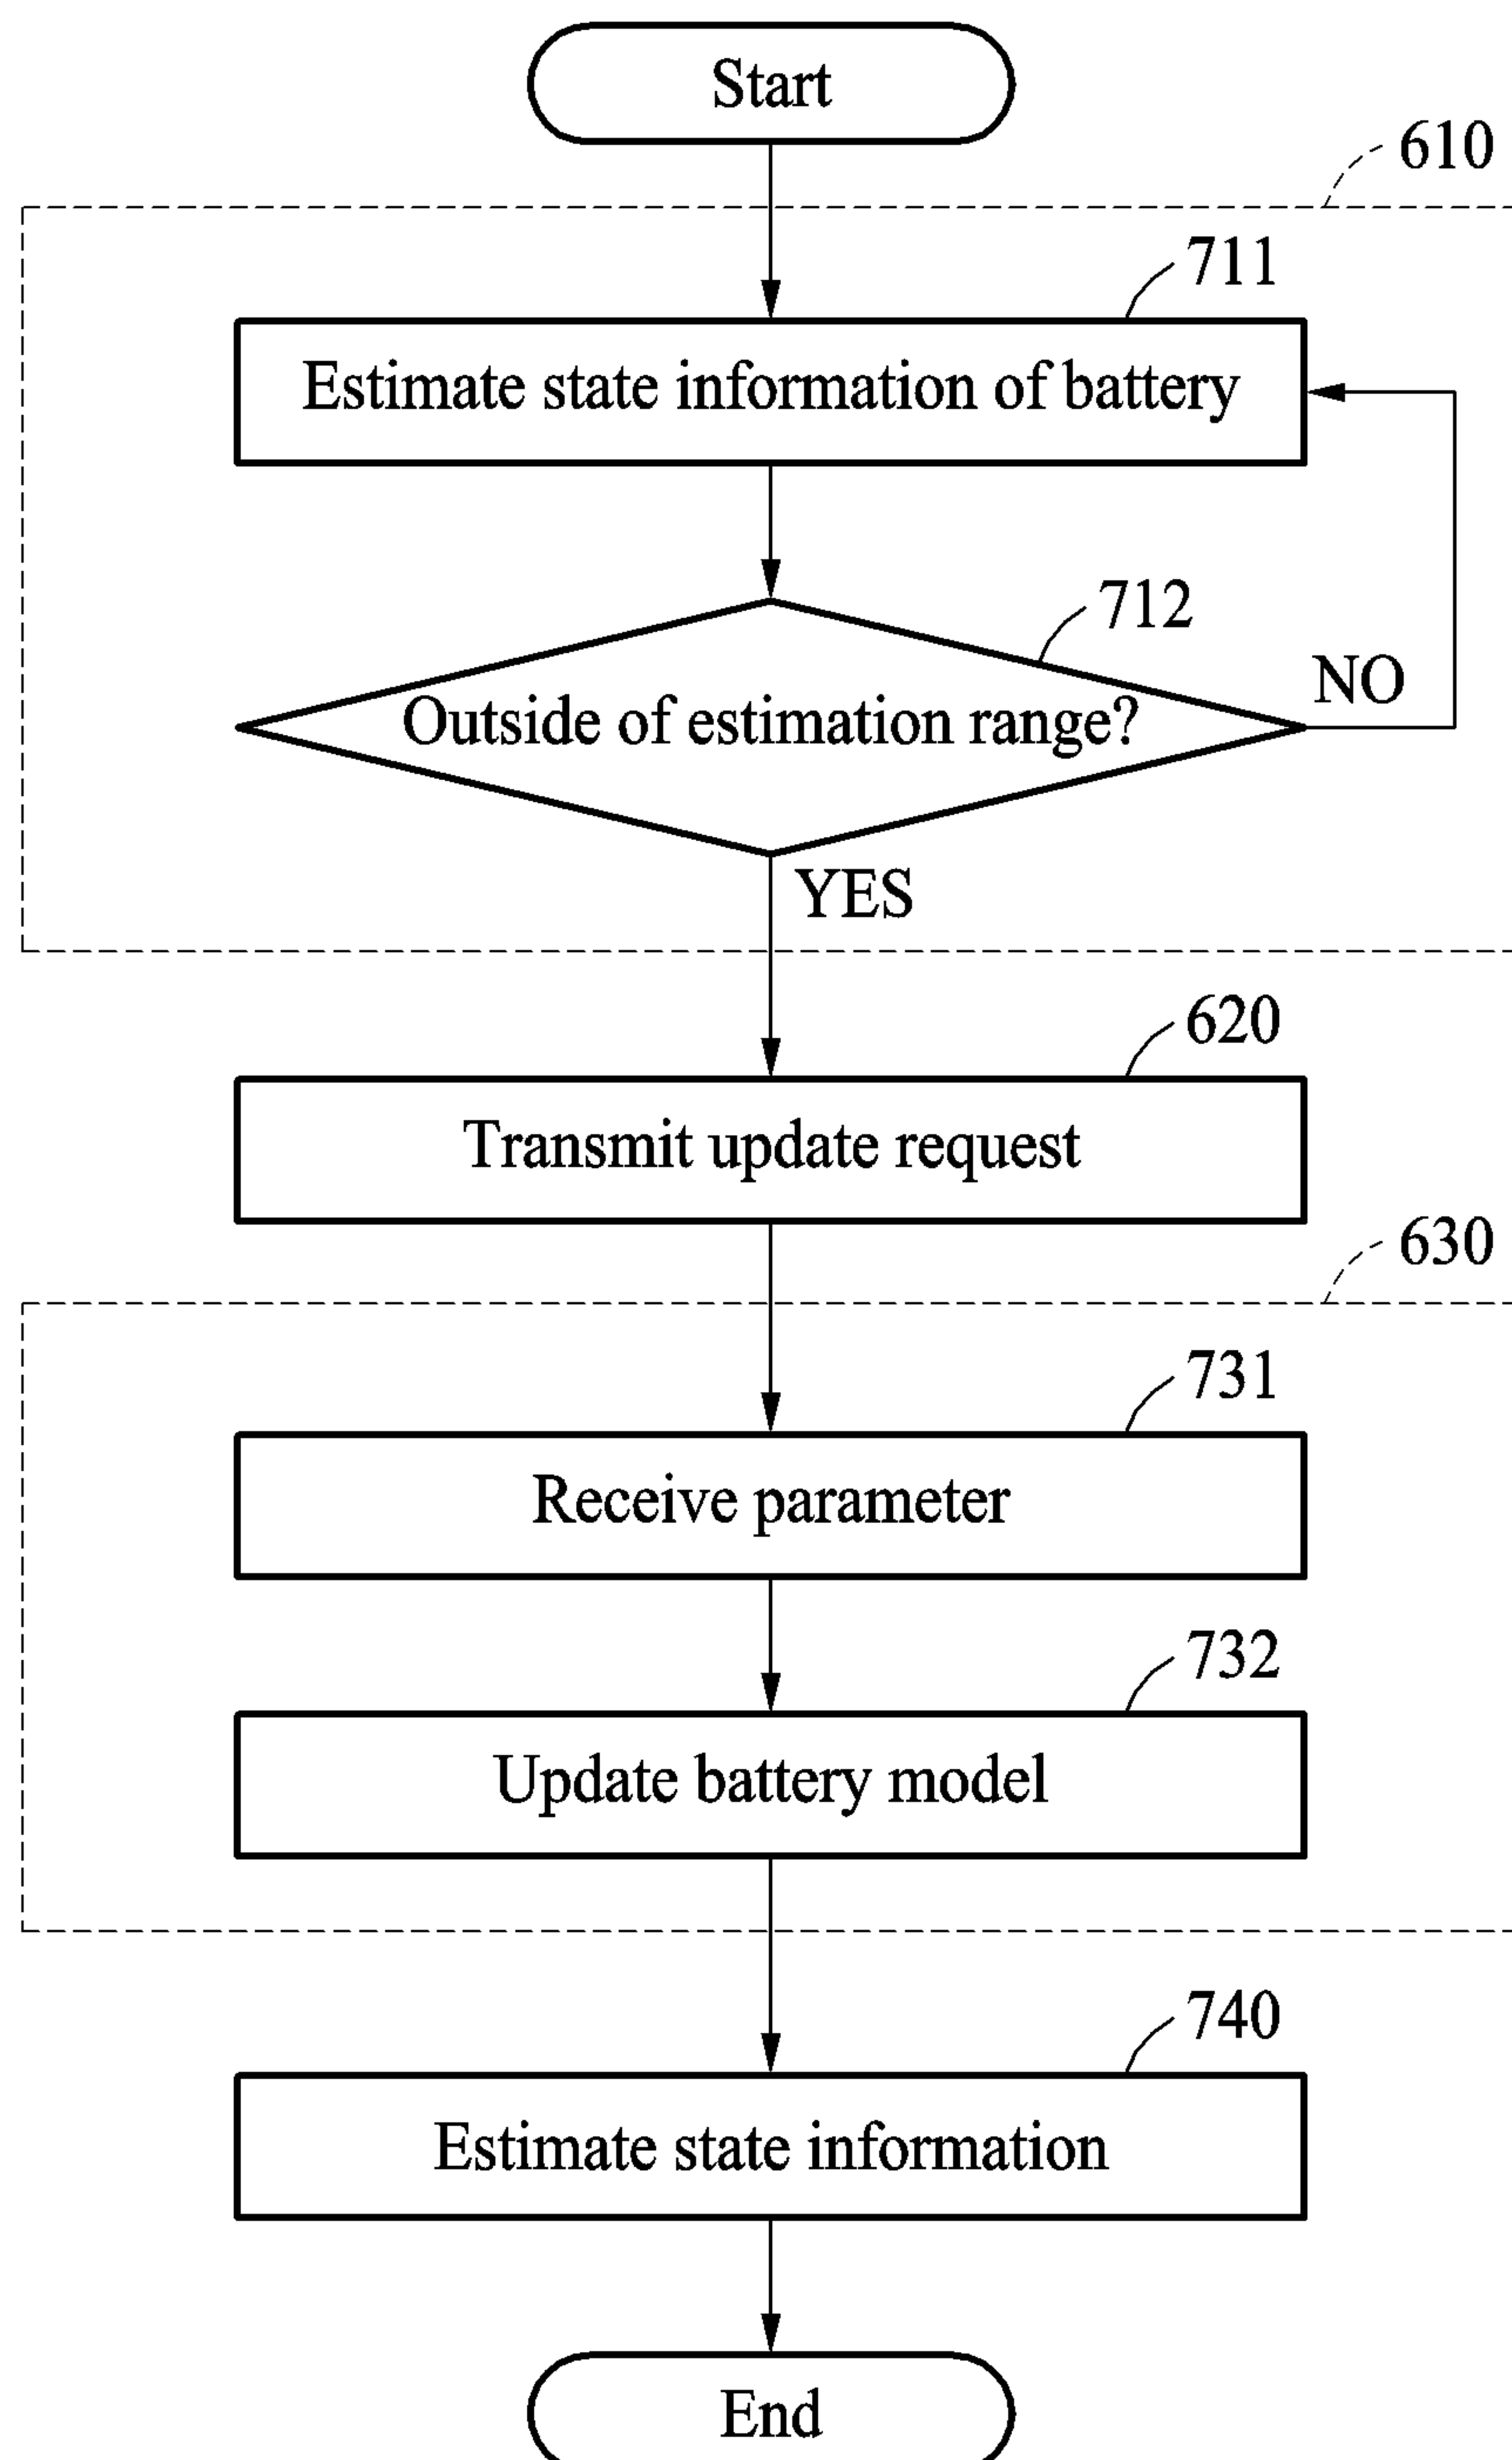 Start
610
711
Estimate state information of battery
712
Outside of estimation range?
NO
YES
620
Transmit update request
630
731
Receive parameter
732
Update battery model
740
Estimate state information
End